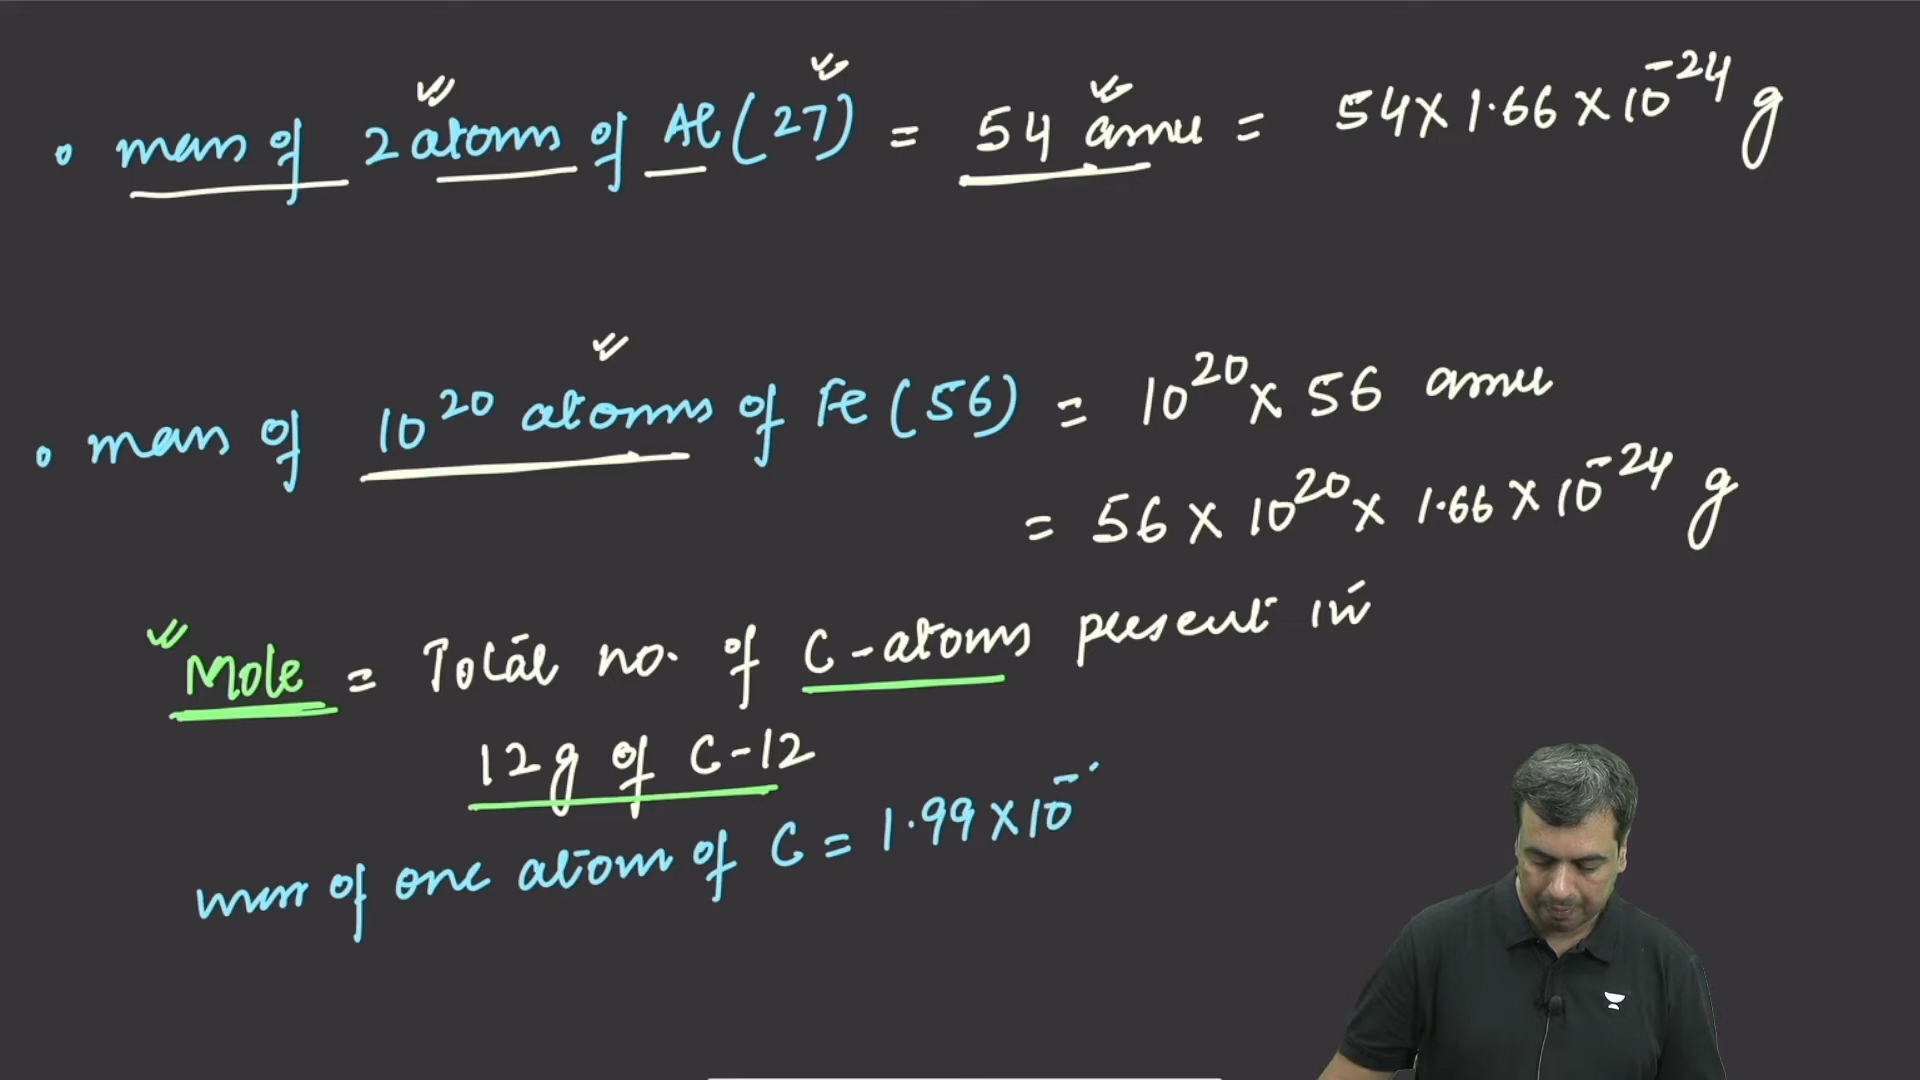 • mass of 2 atoms of Al (27) = 54 amu = 54 × 1.66 × 10⁻²⁴ g
• mass of 10²⁰ atoms of Fe (56) = 10²⁰ × 56 amu
= 56 × 10²⁰ × 1.66 × 10⁻²⁴ g
Mole = Total no. of C-atoms present in
12g of C-12
mass of one atom of C = 1.99 × 10⁻